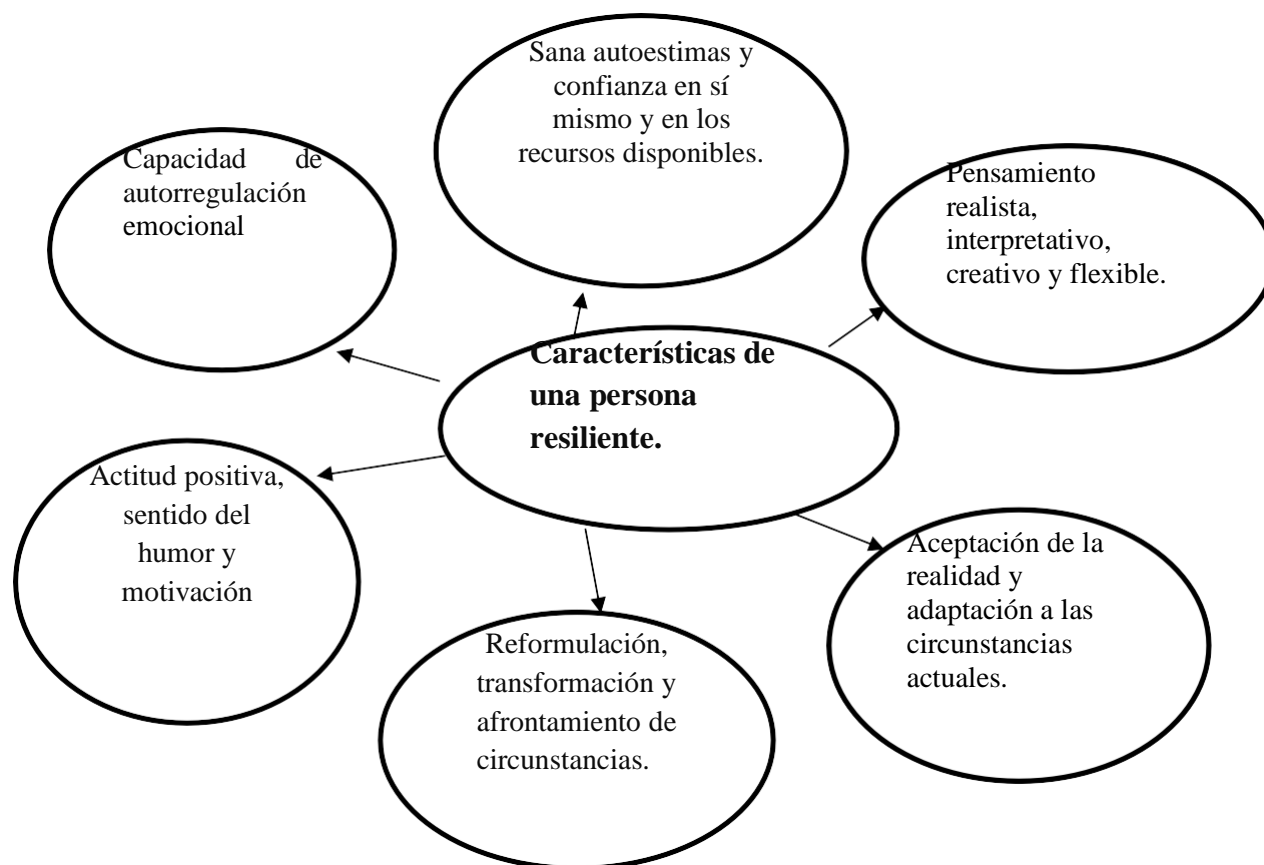 Sana autoestimas y
confianza en sí
mismo y en los
recursos disponibles.
Capacidad de
autorregulación
emocional
Pensamiento
realista,
interpretativo,
creativo y flexible.
Características de
una persona
resiliente.
Actitud positiva,
sentido del
humor y
motivación
Aceptación de la
realidad y
adaptación a las
circunstancias
actuales.
Reformulación,
transformación y
afrontamiento de
circunstancias.